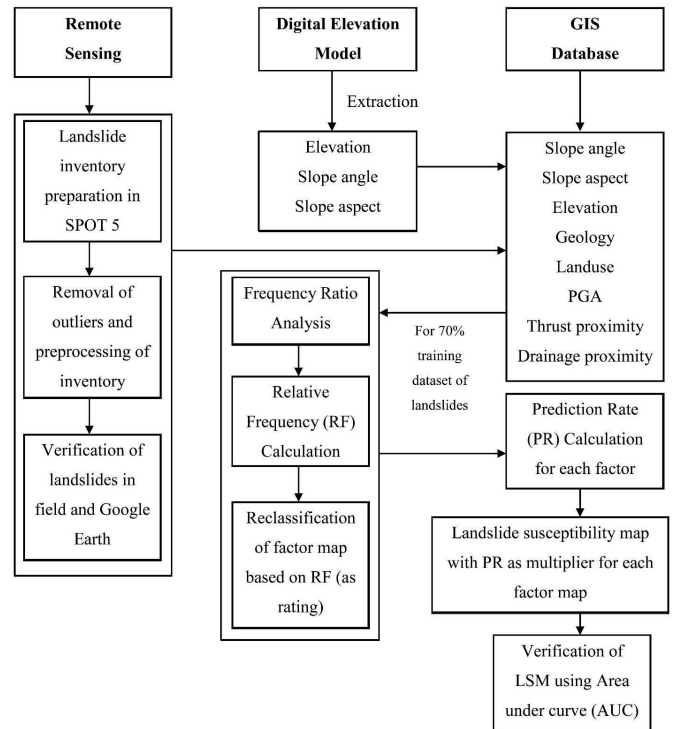 Remote
Sensing
Digital Elevation
Model
GIS
Database
Extraction
Landslide
inventory
preparation in
SPOT 5
Removal of
outliers and
preprocessing of
inventory
Verification of
landslides in
field and Google
Earth
Elevation
Slope angle
Slope aspect
Slope angle
Slope aspect
Elevation
Geology
Landuse
PGA
Thrust proximity
Drainage proximity
Frequency Ratio
Analysis
For 70%
training
dataset of
landslides
Relative
Frequency (RF)
Calculation
Reclassification
of factor map
based on RF (as
rating)
Prediction Rate
(PR) Calculation
for each factor
Landslide susceptibility map
with PR as multiplier for each
factor map
Verification of
LSM using Area
under curve (AUC)